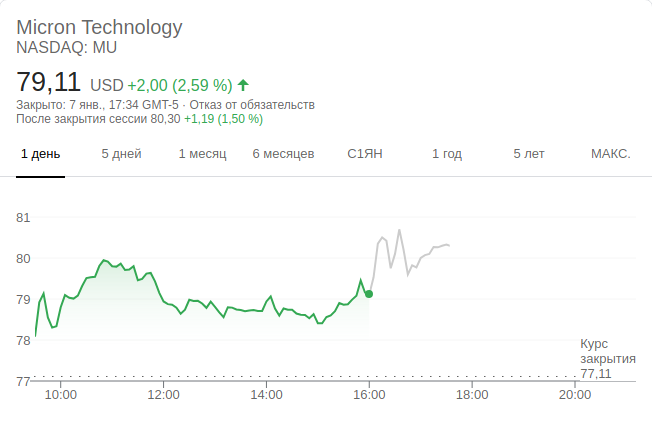 Micron Technology
NASDAQ: MU
79,11 USD +2,00 (2,59 %)
Закрыто: 7 янв., 17:34 GMT-5 · Отказ от обязательств
После закрытия сессии 80,30 +1,19 (1,50 %)
1 день 5 дней 1 месяц 6 месяцев С1ЯН 1 год 5 лет МАКС.
81
80
79
78
77
Курс
закрытия
77,11
10:00 12:00 14:00 16:00 18:00 20:00